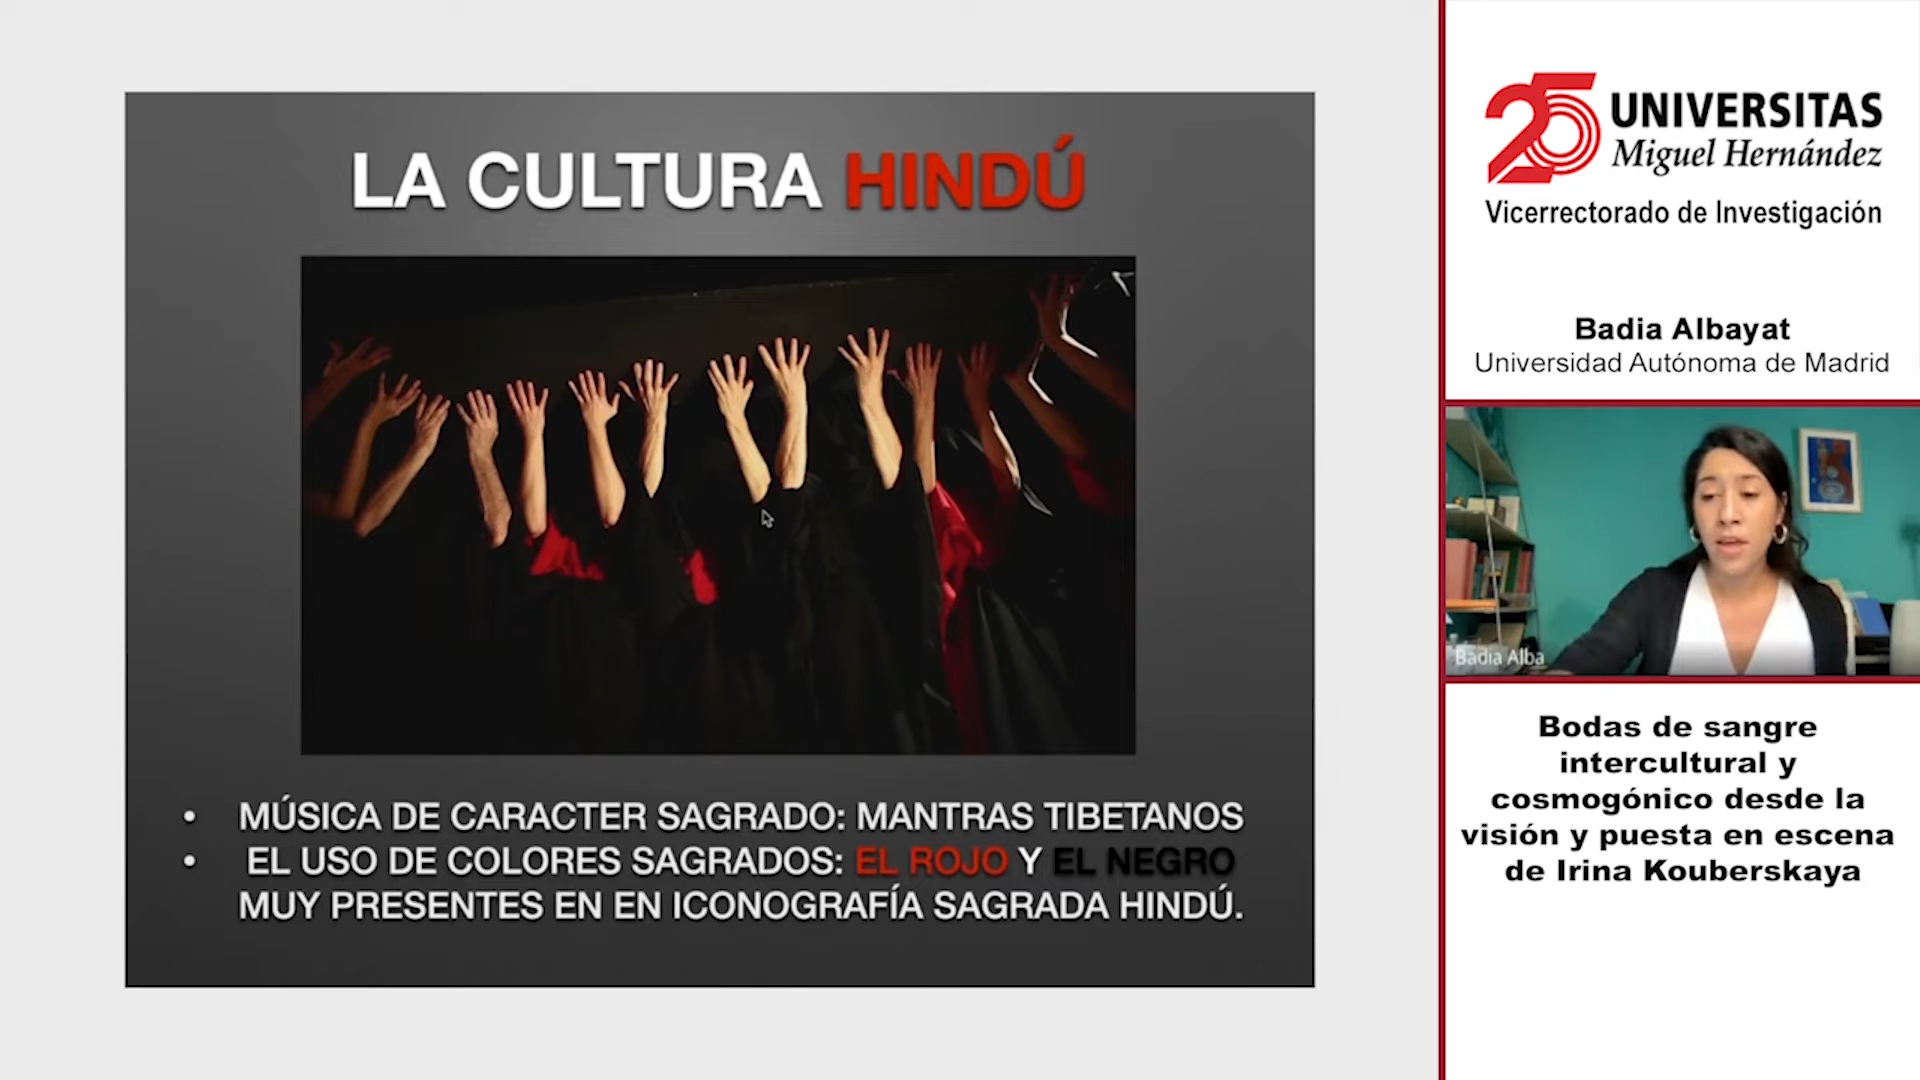 LA CULTURA HINDÚ
• MÚSICA DE CARACTER SAGRADO: MANTRAS TIBETANOS
• EL USO DE COLORES SAGRADOS: EL ROJO Y EL NEGRO
MUY PRESENTES EN EN ICONOGRAFÍA SAGRADA HINDÚ.
25 UNIVERSITAS
Miguel Hernández
Vicerrectorado de Investigación
Badia Albayat
Universidad Autónoma de Madrid
Badia Alba
Bodas de sangre
intercultural y
cosmogónico desde la
visión y puesta en escena
de Irina Kouberskaya